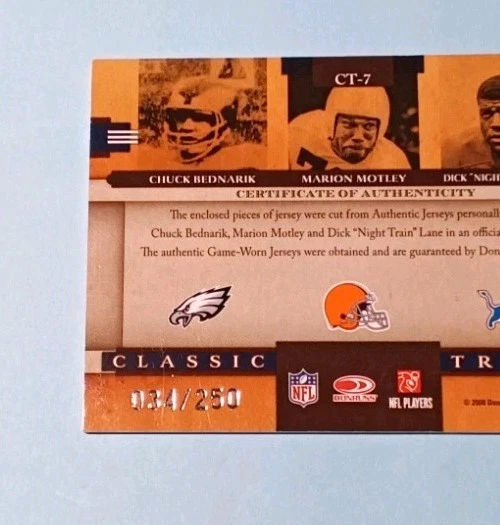 CT-7
CHUCK BEDNARIK MARION MOTLEY DICK "NIGH
CERTIFICATE OF AUTHENTICITY
The enclosed pieces of jersey were cut from Authentic Jerseys personall
Chuck Bednarik, Marion Motley and Dick "Night Train" Lane in an officia
The authentic Game-Worn Jerseys were obtained and are guaranteed by Don
CLASSIC TR
034/250
NFL DONRUSS NFL PLAYERS